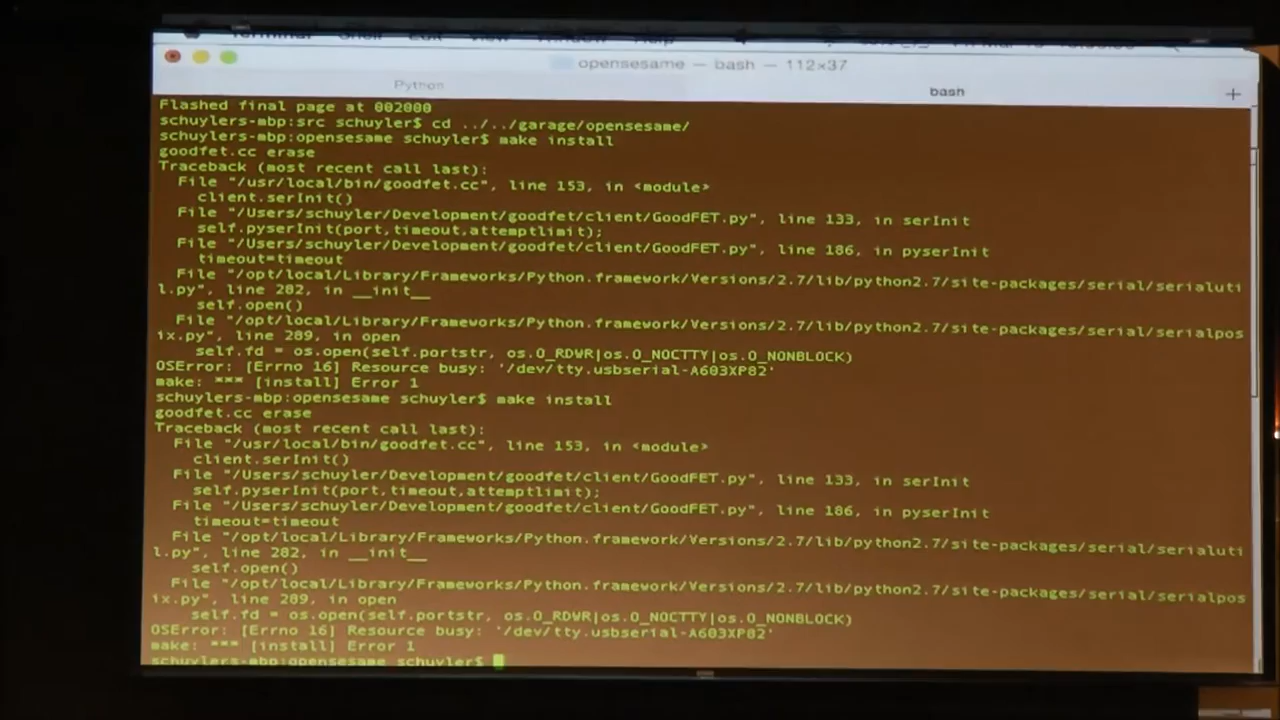 Terminal Shell Edit View Window Help
opensesame — bash — 112×37
Python
bash
+
Flashed final page at 002000
schuylers-mbp:src schuyler$ cd ../../garage/opensesame/
schuylers-mbp:opensesame schuyler$ make install
goodfet.cc erase
Traceback (most recent call last):
File "/usr/local/bin/goodfet.cc", line 153, in <module>
client.serInit()
File "/Users/schuyler/Development/goodfet/client/GoodFET.py", line 133, in serInit
self.pyserInit(port,timeout,attemptlimit);
File "/Users/schuyler/Development/goodfet/client/GoodFET.py", line 186, in pyserInit
timeout=timeout
File "/opt/local/Library/Frameworks/Python.framework/Versions/2.7/lib/python2.7/site-packages/serial/serialuti
l.py", line 282, in __init__
self.open()
File "/opt/local/Library/Frameworks/Python.framework/Versions/2.7/lib/python2.7/site-packages/serial/serialpos
ix.py", line 289, in open
self.fd = os.open(self.portstr, os.O_RDWR|os.O_NOCTTY|os.O_NONBLOCK)
OSError: [Errno 16] Resource busy: '/dev/tty.usbserial-A603XP82'
make: *** [install] Error 1
schuylers-mbp:opensesame schuyler$ make install
goodfet.cc erase
Traceback (most recent call last):
File "/usr/local/bin/goodfet.cc", line 153, in <module>
client.serInit()
File "/Users/schuyler/Development/goodfet/client/GoodFET.py", line 133, in serInit
self.pyserInit(port,timeout,attemptlimit);
File "/Users/schuyler/Development/goodfet/client/GoodFET.py", line 186, in pyserInit
timeout=timeout
File "/opt/local/Library/Frameworks/Python.framework/Versions/2.7/lib/python2.7/site-packages/serial/serialuti
l.py", line 282, in __init__
self.open()
File "/opt/local/Library/Frameworks/Python.framework/Versions/2.7/lib/python2.7/site-packages/serial/serialpos
ix.py", line 289, in open
self.fd = os.open(self.portstr, os.O_RDWR|os.O_NOCTTY|os.O_NONBLOCK)
OSError: [Errno 16] Resource busy: '/dev/tty.usbserial-A603XP82'
make: *** [install] Error 1
schuylers-mbp:opensesame schuyler$